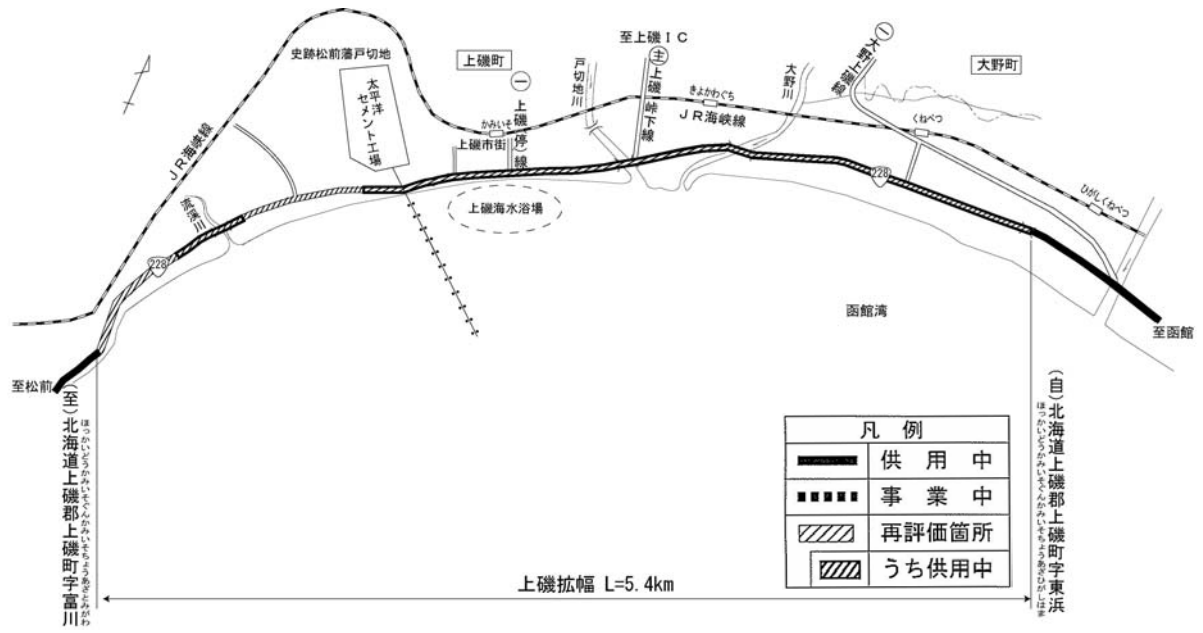 至上磯IC
史跡松前藩戸切地
上磯町
一
上磯(停)線
戸切地川
主
上磯峠下線
きよかわぐち
JR海峡線
大野川
一
大野上磯線
大野町
太平洋
セメント工場
かみいそ
上磯市街
くねべつ
JR海峡線
流渓川
上磯海水浴場
228
ひがしくねべつ
228
函館湾
至函館
至松前
(至)北海道上磯郡上磯町字富川
ほっかいどうかみいそぐんかみいそちょうあざとみがわ
(自)北海道上磯郡上磯町字東浜
ほっかいどうかみいそぐんかみいそちょうあざひがしはま
凡例
供用中
事業中
再評価箇所
うち供用中
上磯拡幅 L=5.4km